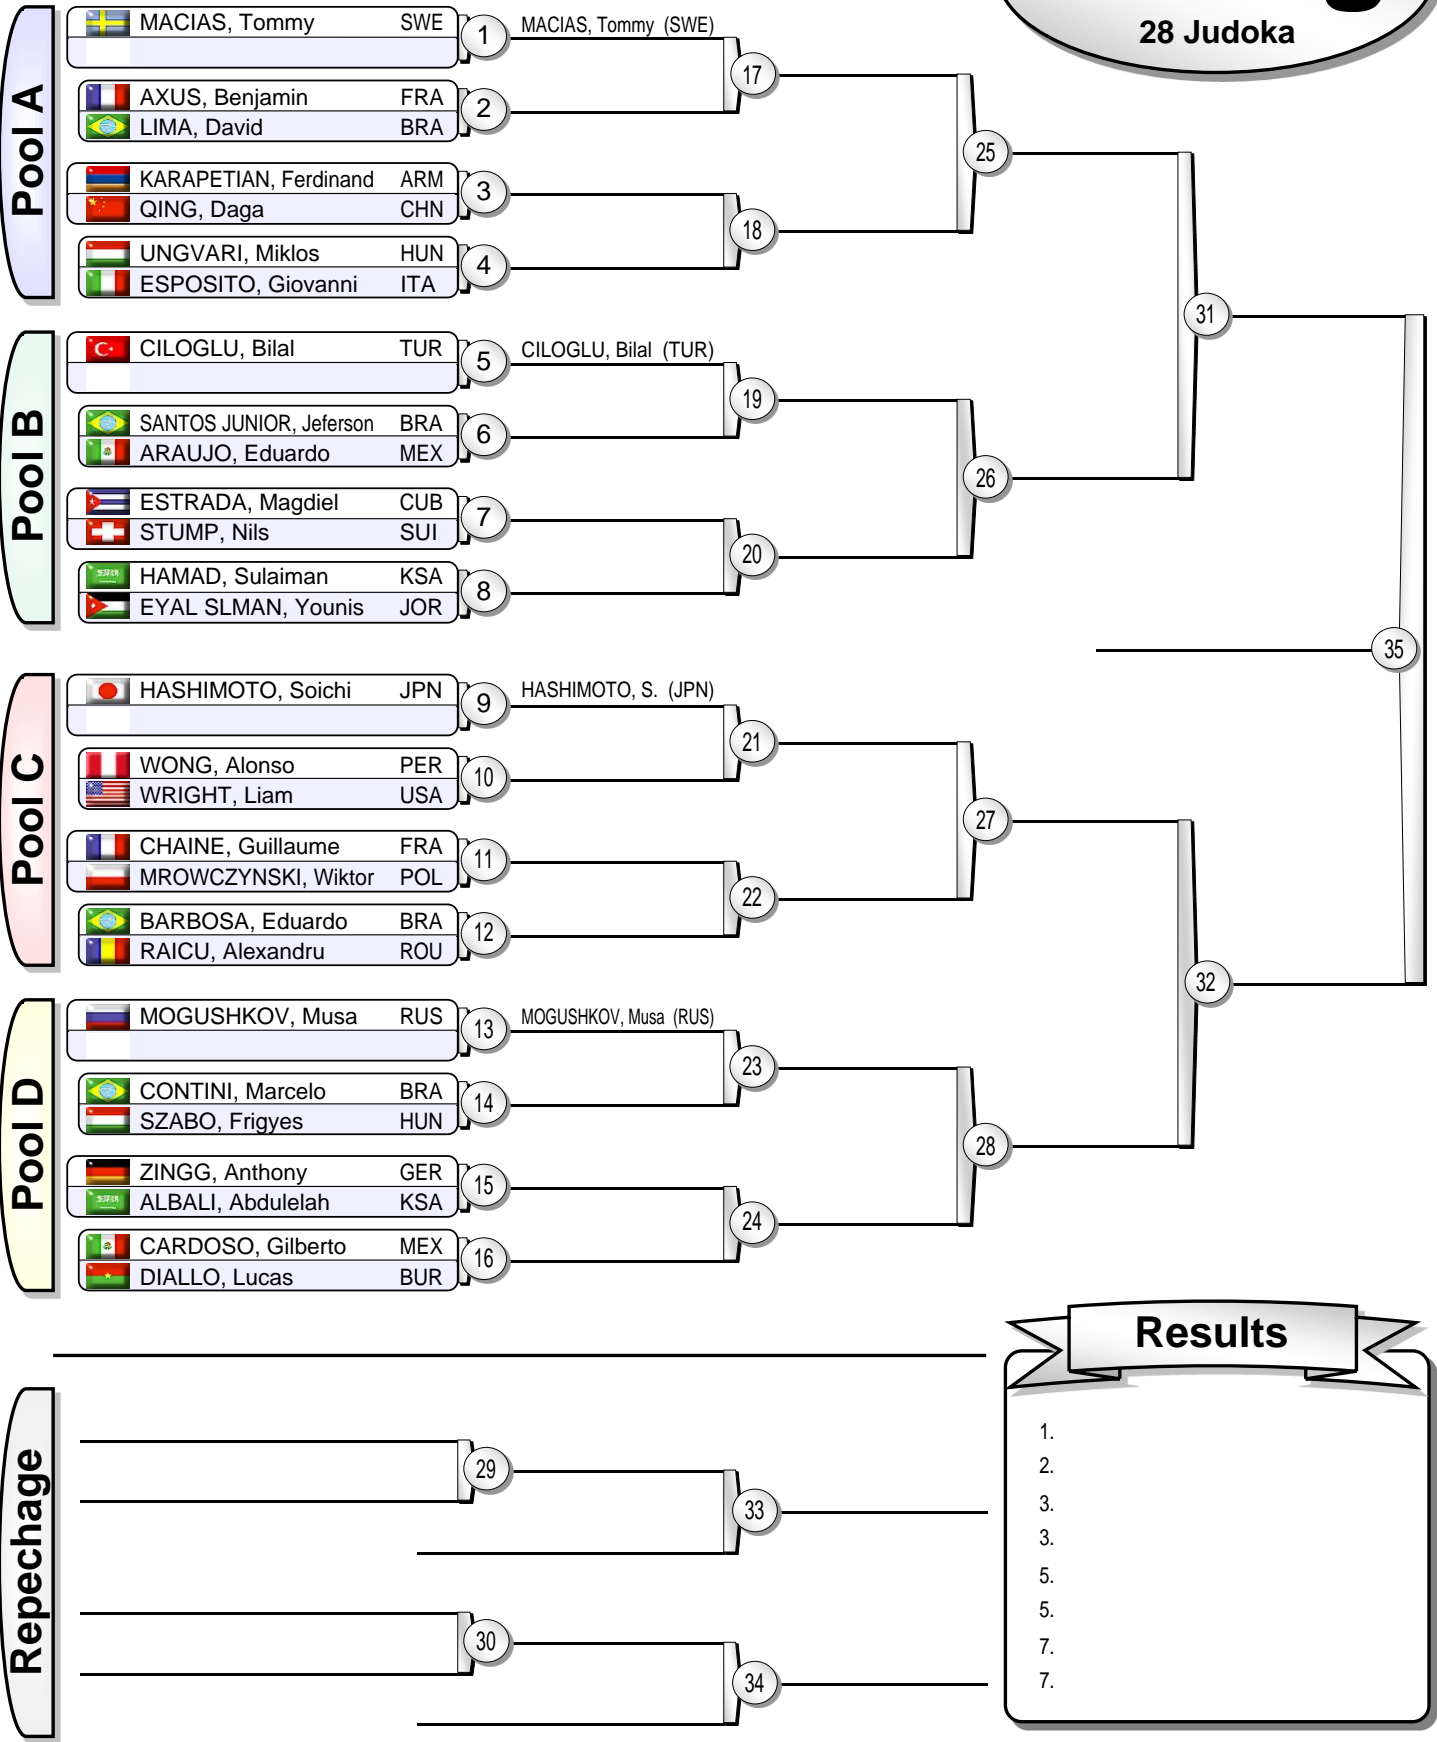 28 Judoka
Pool A
MACIAS, Tommy SWE 1 MACIAS, Tommy (SWE)
17
AXUS, Benjamin FRA 2
LIMA, David BRA
25
KARAPETIAN, Ferdinand ARM 3
QING, Daga CHN
18
UNGVARI, Miklos HUN 4
ESPOSITO, Giovanni ITA
31
Pool B
CILOGLU, Bilal TUR 5 CILOGLU, Bilal (TUR)
19
SANTOS JUNIOR, Jeferson BRA 6
ARAUJO, Eduardo MEX
26
ESTRADA, Magdiel CUB 7
STUMP, Nils SUI
20
HAMAD, Sulaiman KSA 8
EYAL SLMAN, Younis JOR
35
Pool C
HASHIMOTO, Soichi JPN 9 HASHIMOTO, S. (JPN)
21
WONG, Alonso PER 10
WRIGHT, Liam USA
27
CHAINE, Guillaume FRA 11
MROWCZYNSKI, Wiktor POL
22
BARBOSA, Eduardo BRA 12
RAICU, Alexandru ROU
32
Pool D
MOGUSHKOV, Musa RUS 13 MOGUSHKOV, Musa (RUS)
23
CONTINI, Marcelo BRA 14
SZABO, Frigyes HUN
28
ZINGG, Anthony GER 15
ALBALI, Abdulelah KSA
24
CARDOSO, Gilberto MEX 16
DIALLO, Lucas BUR
Repechage
29
33
30
34
Results
1.
2.
3.
3.
5.
5.
7.
7.